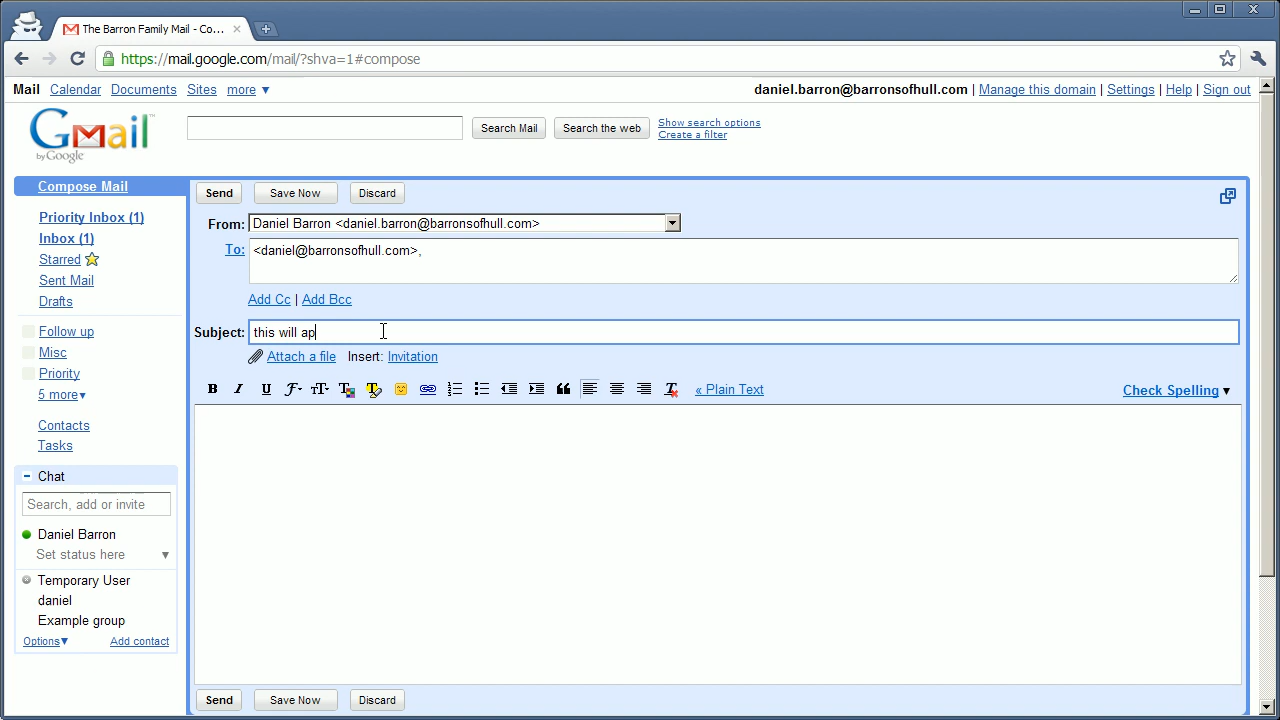 The Barron Family Mail - Co...
https://mail.google.com/mail/?shva=1#compose
Mail Calendar Documents Sites more ▼ daniel.barron@barronsofhull.com | Manage this domain | Settings | Help | Sign out
Gmail™
by Google
Search Mail Search the web Show search options
Create a filter
Compose Mail
Send Save Now Discard
Priority Inbox (1)
Inbox (1)
Starred
Sent Mail
Drafts
Follow up
Misc
Priority
5 more▼
Contacts
Tasks
Chat
Search, add or invite
Daniel Barron
Set status here ▼
Temporary User
daniel
Example group
Options▼ Add contact
From: Daniel Barron <daniel.barron@barronsofhull.com>
To: <daniel@barronsofhull.com>,
Add Cc | Add Bcc
Subject: this will ap
Attach a file Insert: Invitation
B I U « Plain Text Check Spelling ▼
Send Save Now Discard